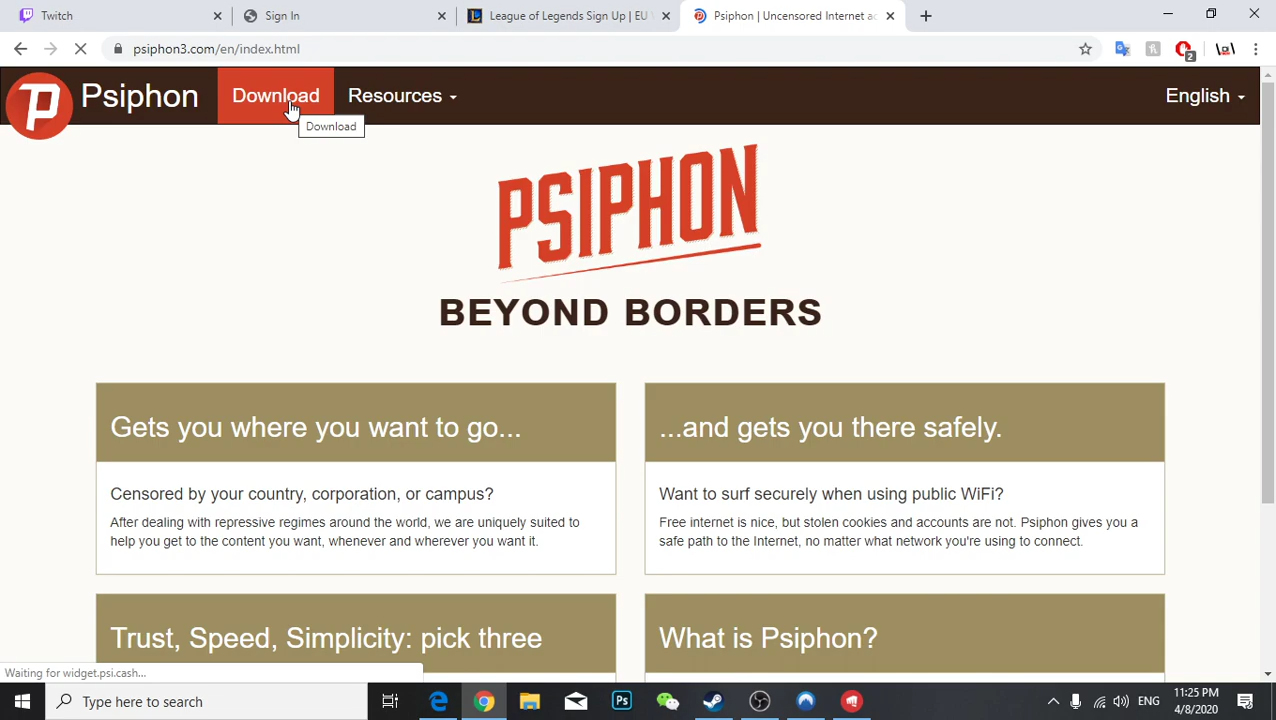 Twitch
Sign In
League of Legends Sign Up | EU
Psiphon | Uncensored Internet ac
psiphon3.com/en/index.html
2
Psiphon
Download
Resources
English
Download
PSIPHON
BEYOND BORDERS
Gets you where you want to go...
...and gets you there safely.
Censored by your country, corporation, or campus?
After dealing with repressive regimes around the world, we are uniquely suited to
help you get to the content you want, whenever and wherever you want it.
Want to surf securely when using public WiFi?
Free internet is nice, but stolen cookies and accounts are not. Psiphon gives you a
safe path to the Internet, no matter what network you're using to connect.
Trust, Speed, Simplicity: pick three
What is Psiphon?
Waiting for widget.psi.cash...
Type here to search
Ps
ENG
11:25 PM
4/8/2020